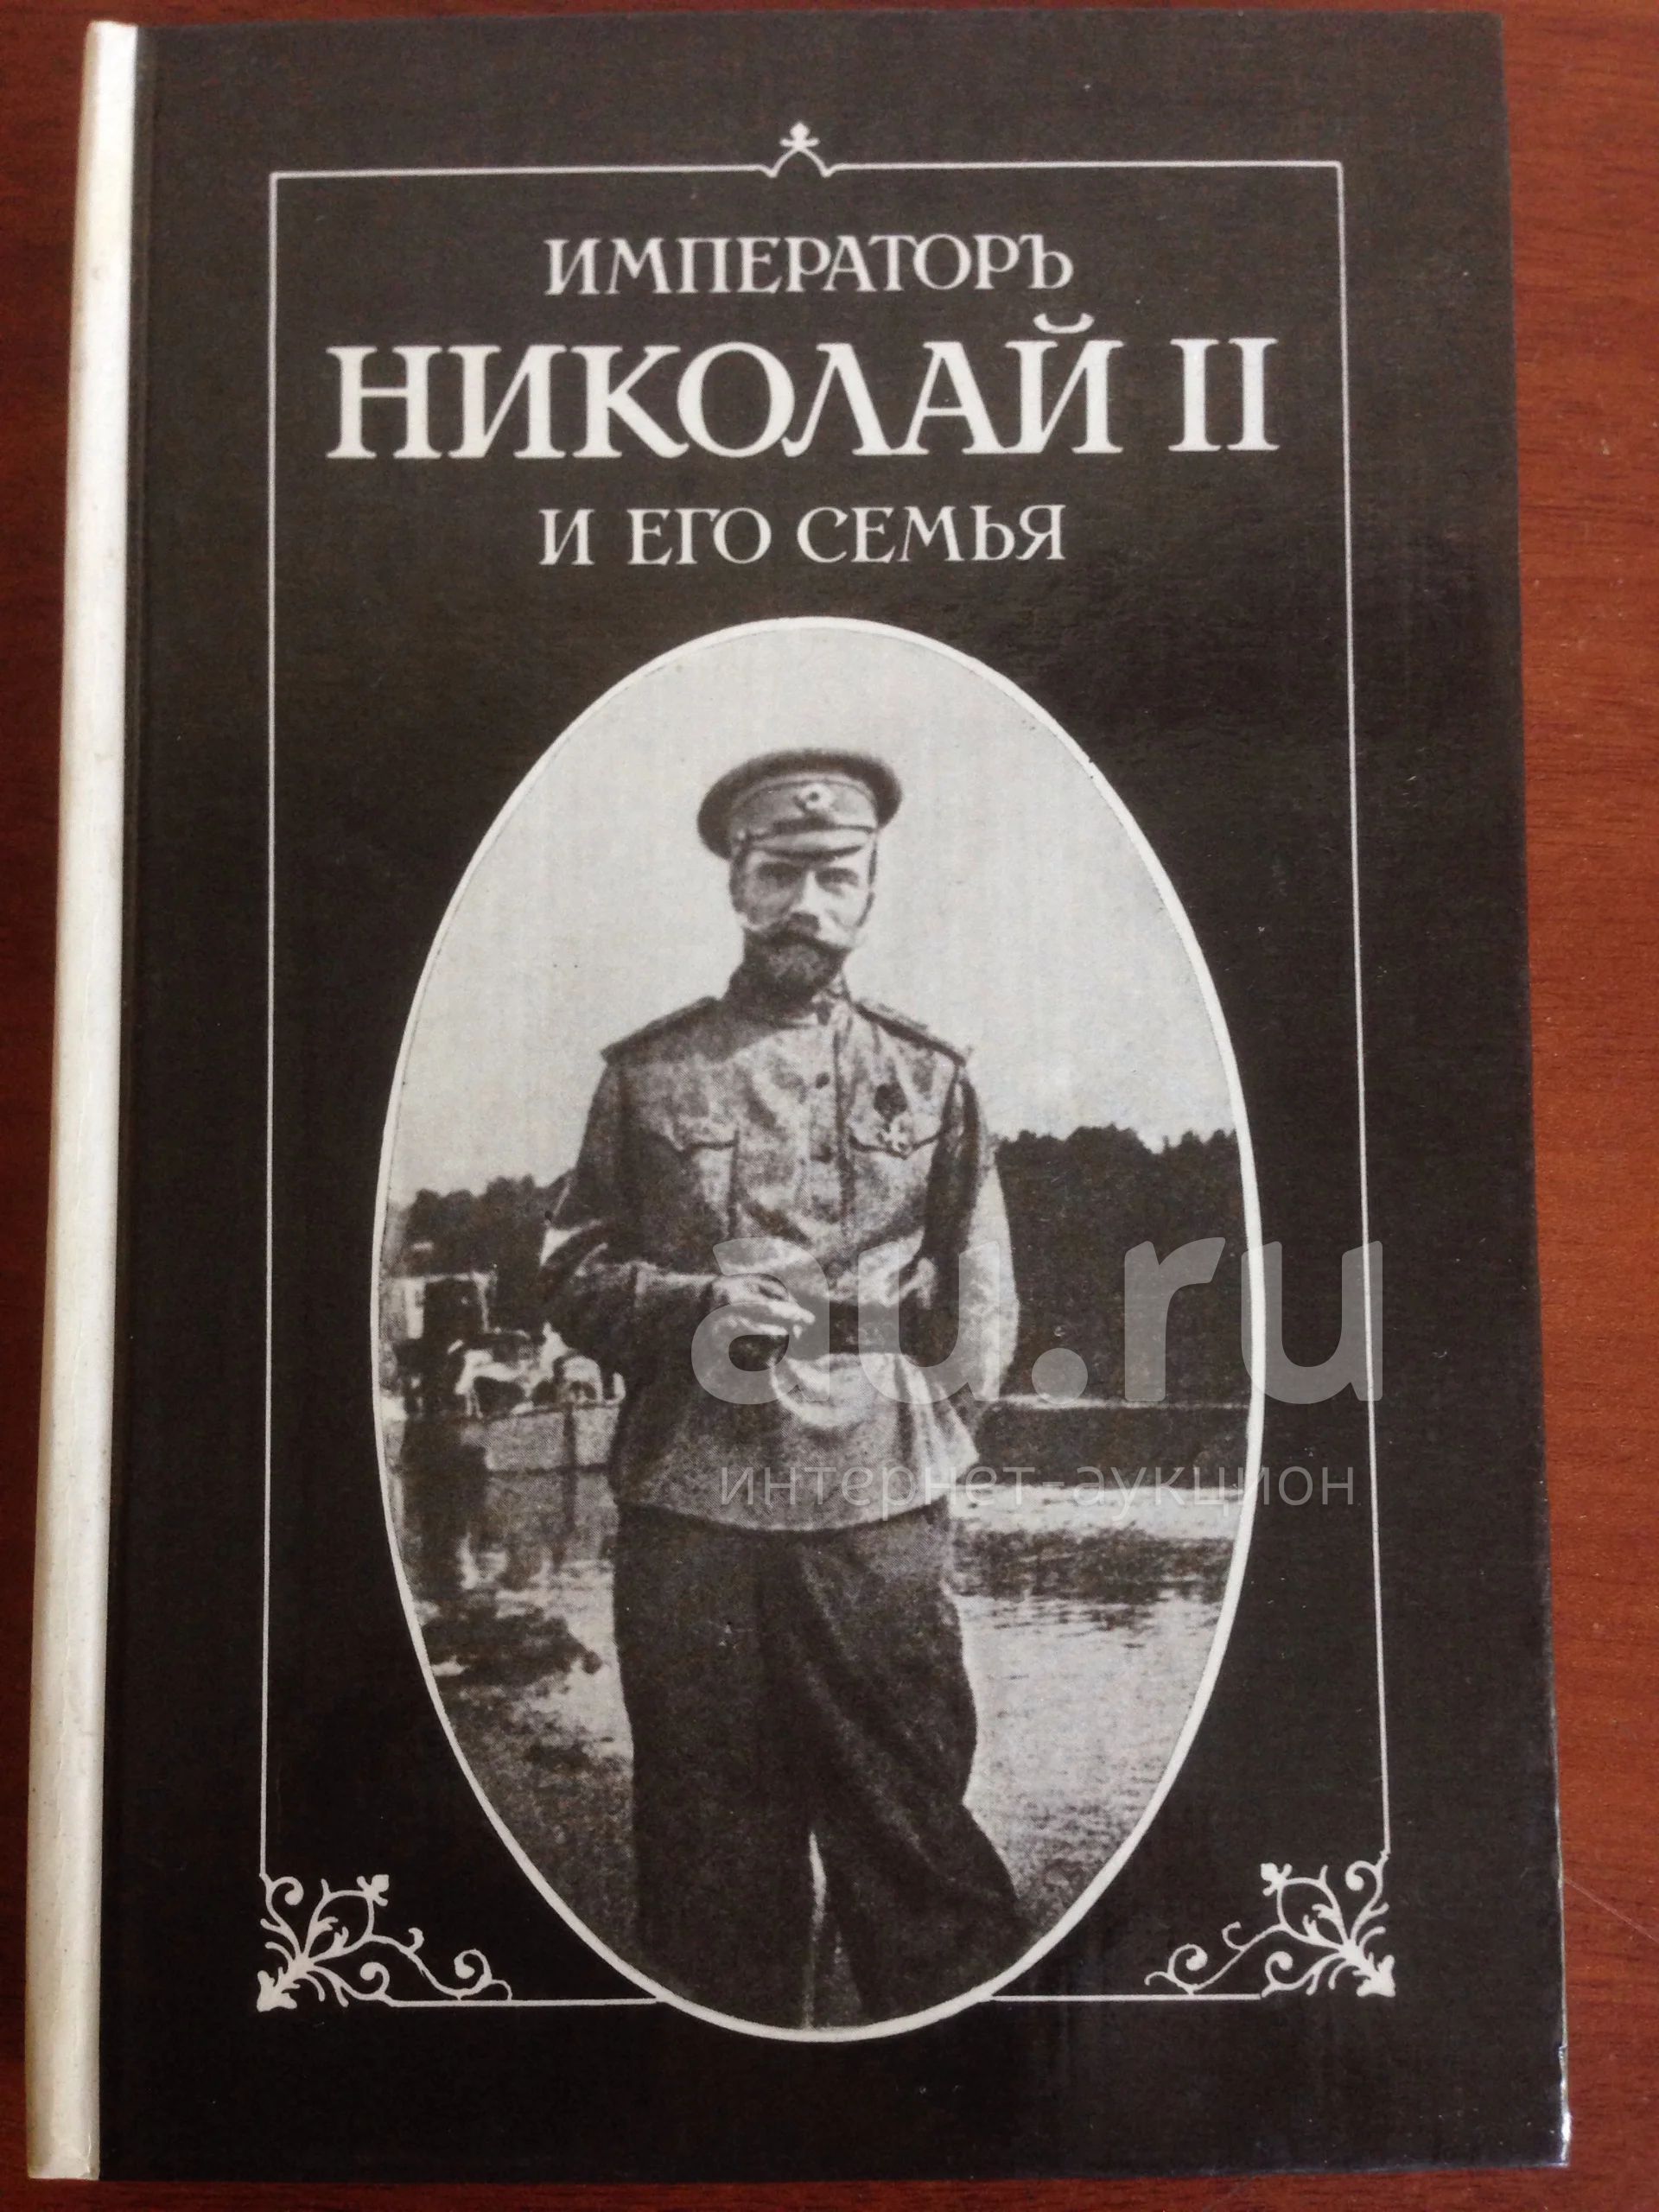 ИМПЕРАТОРЪ
НИКОЛАЙ II
И ЕГО СЕМЬЯ
au.ru
интернет-аукцион